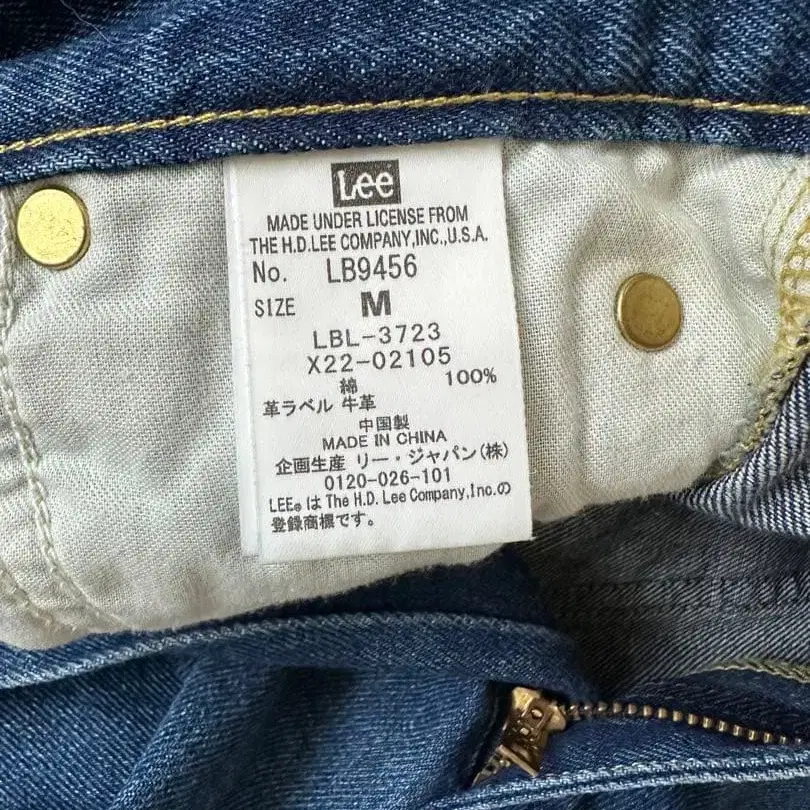 Lee
MADE UNDER LICENSE FROM
THE H.D.LEE COMPANY,INC.,U.S.A.
No. LB9456
SIZE M
LBL-3723
X22-02105
綿 100%
革ラベル 牛革
中国製
MADE IN CHINA
企画生産 リー・ジャパン(株)
0120-026-101
LEE®は The H.D. Lee Company,Inc.の
登録商標です。